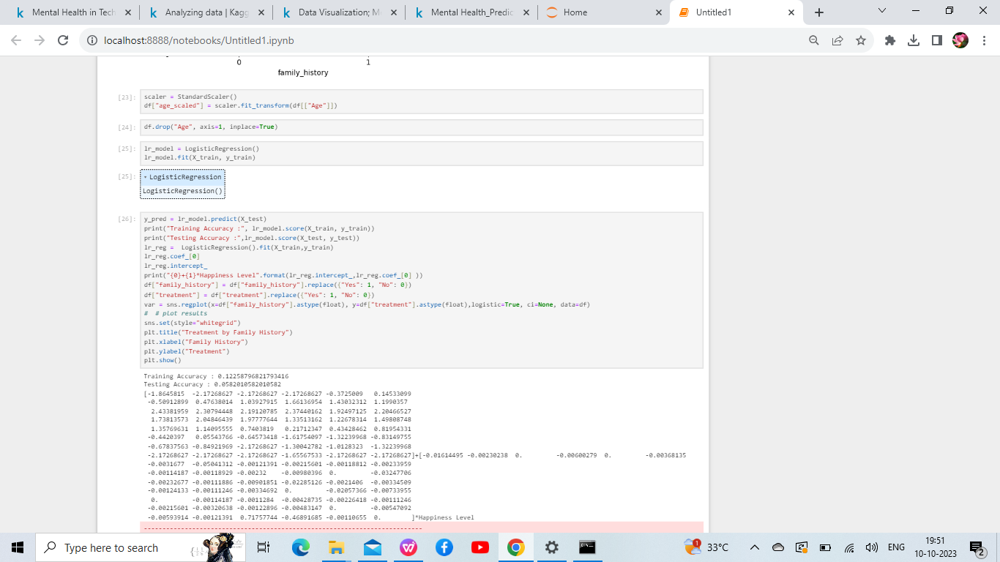 Mental Health in Tech
Analyzing data | Kagg
Data Visualization; M
Mental Health_Predic
Home
Untitled1
localhost:8888/notebooks/Untitled1.ipynb
0 1
family_history
[23]: scaler = StandardScaler()
df["age_scaled"] = scaler.fit_transform(df[["Age"]])
[24]: df.drop("Age", axis=1, inplace=True)
[25]: lr_model = LogisticRegression()
lr_model.fit(X_train, y_train)
[25]: LogisticRegression
LogisticRegression()
[26]: y_pred = lr_model.predict(X_test)
print("Training Accuracy :", lr_model.score(X_train, y_train))
print("Testing Accuracy :",lr_model.score(X_test, y_test))
lr_reg =  LogisticRegression().fit(X_train,y_train)
lr_reg.coef_[0]
lr_reg.intercept_
print("{0}+{1}*Happiness Level".format(lr_reg.intercept_,lr_reg.coef_[0] ))
df["family_history"] = df["family_history"].replace({"Yes": 1, "No": 0})
df["treatment"] = df["treatment"].replace({"Yes": 1, "No": 0})
var = sns.regplot(x=df["family_history"].astype(float), y=df["treatment"].astype(float),logistic=True, ci=None, data=df)
#  # plot results
sns.set(style="whitegrid")
plt.title("Treatment by Family History")
plt.xlabel("Family History")
plt.ylabel("Treatment")
plt.show()
Training Accuracy : 0.12258796821793416
Testing Accuracy : 0.0582010582010582
[-1.8645815  -2.17268627 -2.17268627 -2.17268627 -0.3725009   0.14533099
-0.50912899  0.47638014  1.03927915  1.66136954  1.43032312  1.1990357
2.43381959  2.30794448  2.19120785  2.37440162  1.92497125  2.20466527
1.73813573  2.04846439  1.97777644  1.33513162  1.22678314  1.49808748
1.35769631  1.14095555  0.7403819   0.21712347  0.43428462  0.81954331
-0.4420397   0.05543766 -0.64573418 -1.61754097 -1.32239968 -0.83149755
-0.67837563 -0.84921969 -2.17268627 -1.30042782 -1.0128323  -1.32239968
-2.17268627 -2.17268627 -2.17268627 -1.65567533 -2.17268627 -2.17268627]+[-0.01614495 -0.00230238  0.         -0.00600279  0.         -0.00368135
-0.0031677  -0.05041312 -0.00121391 -0.00215601 -0.00118812 -0.00233959
-0.00114187 -0.00118929 -0.00232    -0.00980396  0.         -0.03247706
-0.00232677 -0.00111886 -0.00901851 -0.02285126 -0.0021406  -0.00334509
-0.00124133 -0.00111246 -0.00334692  0.         -0.02057366 -0.00733955
0.         -0.00114187 -0.0011284  -0.00428735 -0.00226418 -0.00111246
-0.00215601 -0.00320638 -0.00122896 -0.00483147  0.         -0.00547092
-0.00593914 -0.00121391  0.71757744 -0.46891685 -0.00110655  0.        ]*Happiness Level
---------------------------------------------------------------------------
Type here to search
1
33°C
ENG
19:51
10-10-2023
2